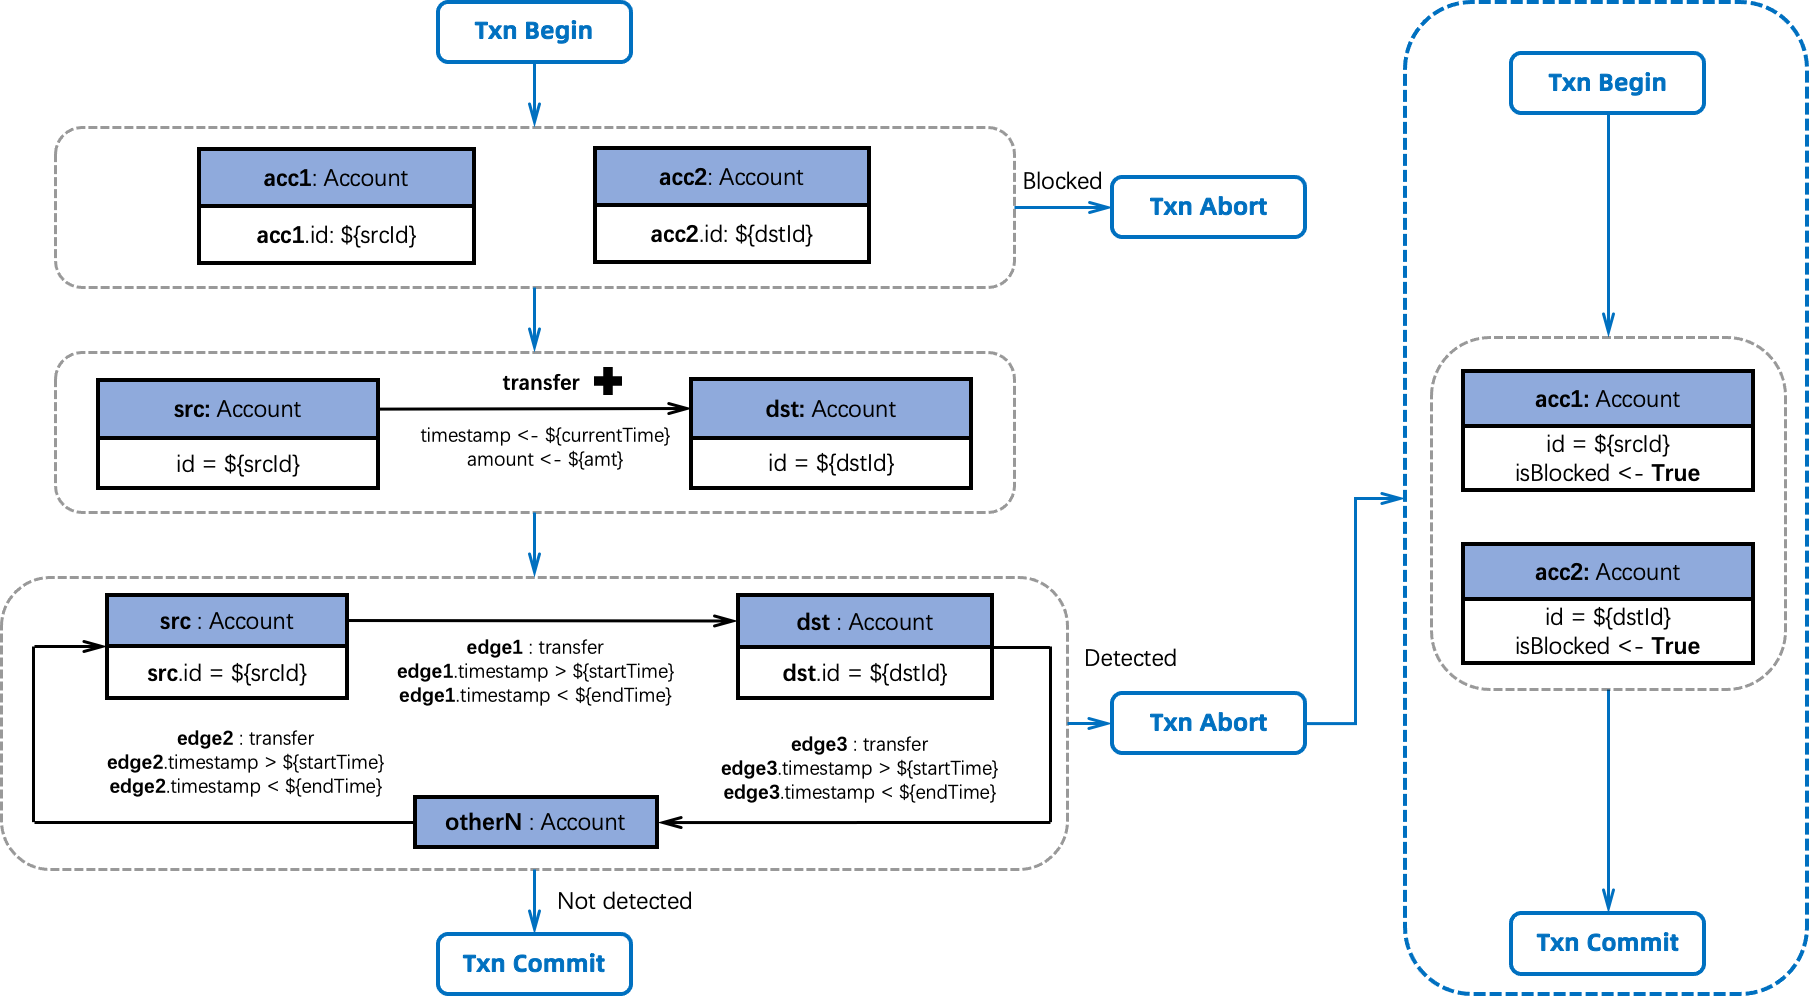 Txn Begin
acc1: Account
acc1.id: ${srcId}
acc2: Account
acc2.id: ${dstId}
Blocked
Txn Abort
transfer
src: Account
id = ${srcId}
timestamp <- ${currentTime}
amount <- ${amt}
dst: Account
id = ${dstId}
src : Account
src.id = ${srcId}
edge1 : transfer
edge1.timestamp > ${startTime}
edge1.timestamp < ${endTime}
dst : Account
dst.id = ${dstId}
edge2 : transfer
edge2.timestamp > ${startTime}
edge2.timestamp < ${endTime}
edge3 : transfer
edge3.timestamp > ${startTime}
edge3.timestamp < ${endTime}
otherN : Account
Detected
Txn Abort
Not detected
Txn Commit
Txn Begin
acc1: Account
id = ${srcId}
isBlocked <- True
acc2: Account
id = ${dstId}
isBlocked <- True
Txn Commit